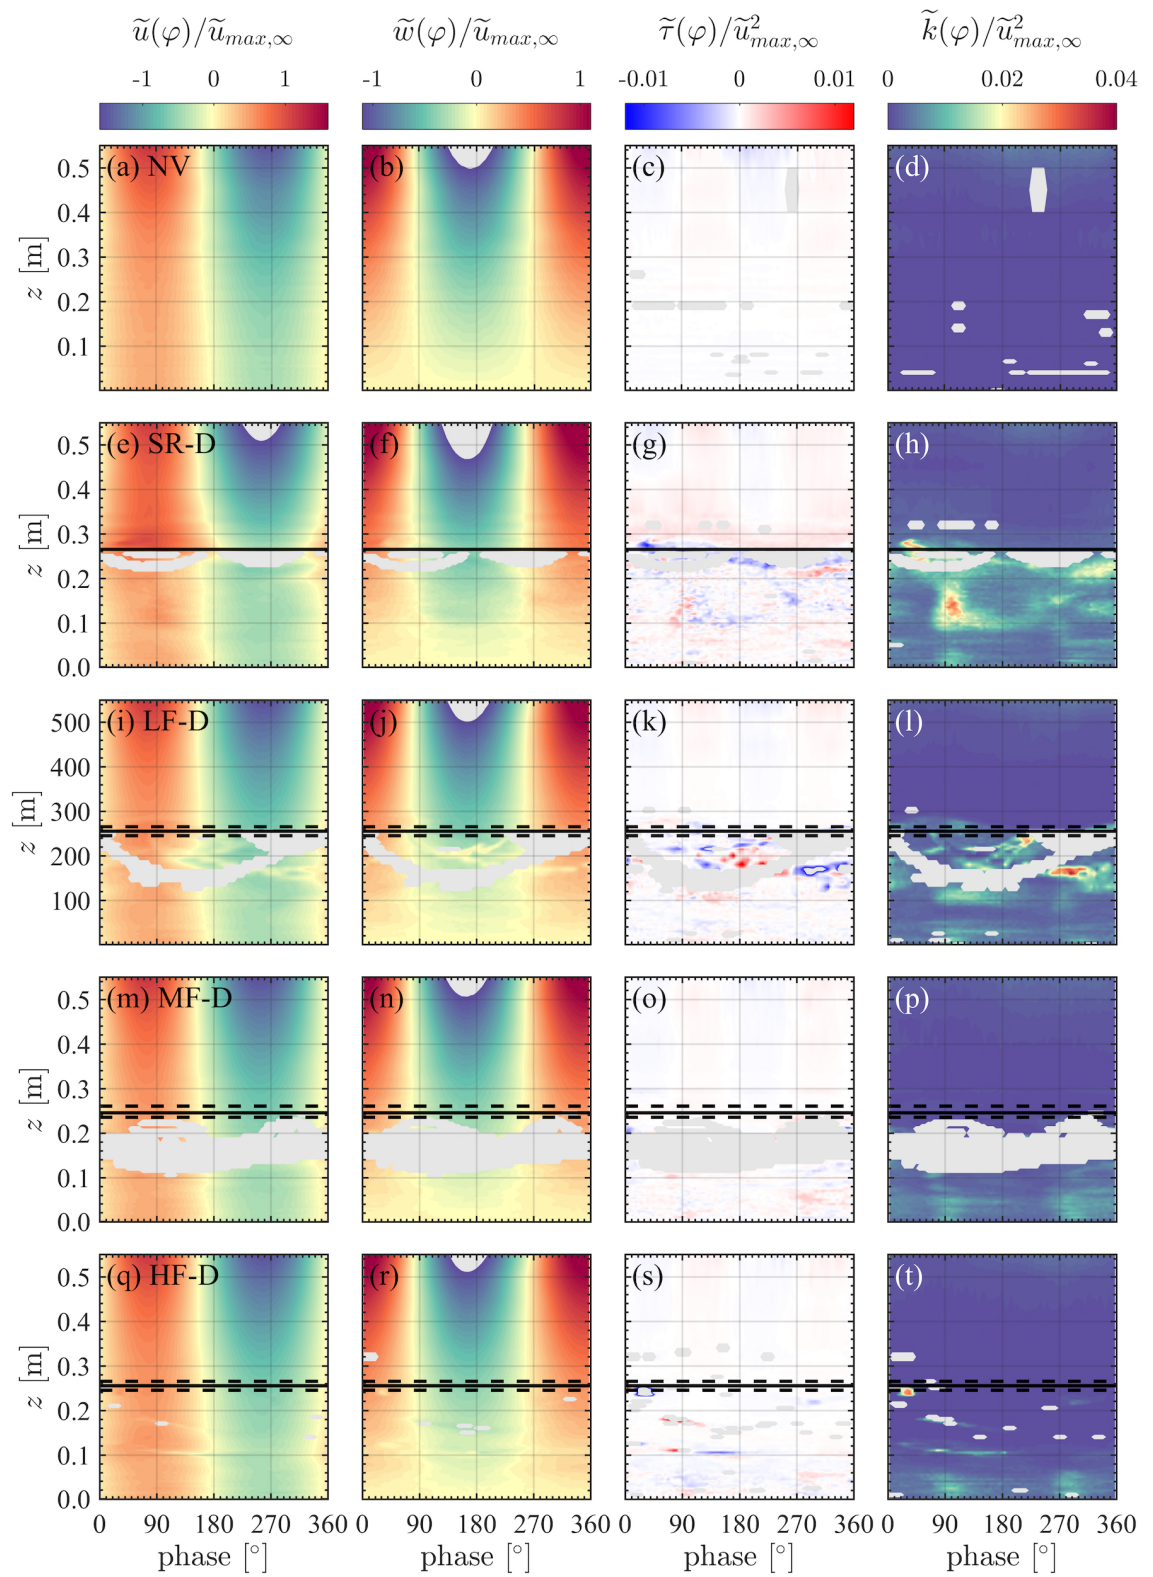 ũ(φ)/ũ_max,∞ w̃(φ)/ũ_max,∞ τ̃(φ)/ũ²_max,∞ k̃(φ)/ũ²_max,∞
-1 0 1 -1 0 1 -0.01 0 0.01 0 0.02 0.04
(a) NV (b) (c) (d)
0.5
0.4
0.3
0.2
0.1
z [m]
(e) SR-D (f) (g) (h)
0.5
0.4
0.3
0.2
0.1
0.0
z [m]
(i) LF-D (j) (k) (l)
500
400
300
200
100
z [m]
(m) MF-D (n) (o) (p)
0.5
0.4
0.3
0.2
0.1
0.0
z [m]
(q) HF-D (r) (s) (t)
0.5
0.4
0.3
0.2
0.1
0.0
z [m]
0 90 180 270 360 90 180 270 360 90 180 270 360 90 180 270 360
phase [°] phase [°] phase [°] phase [°]